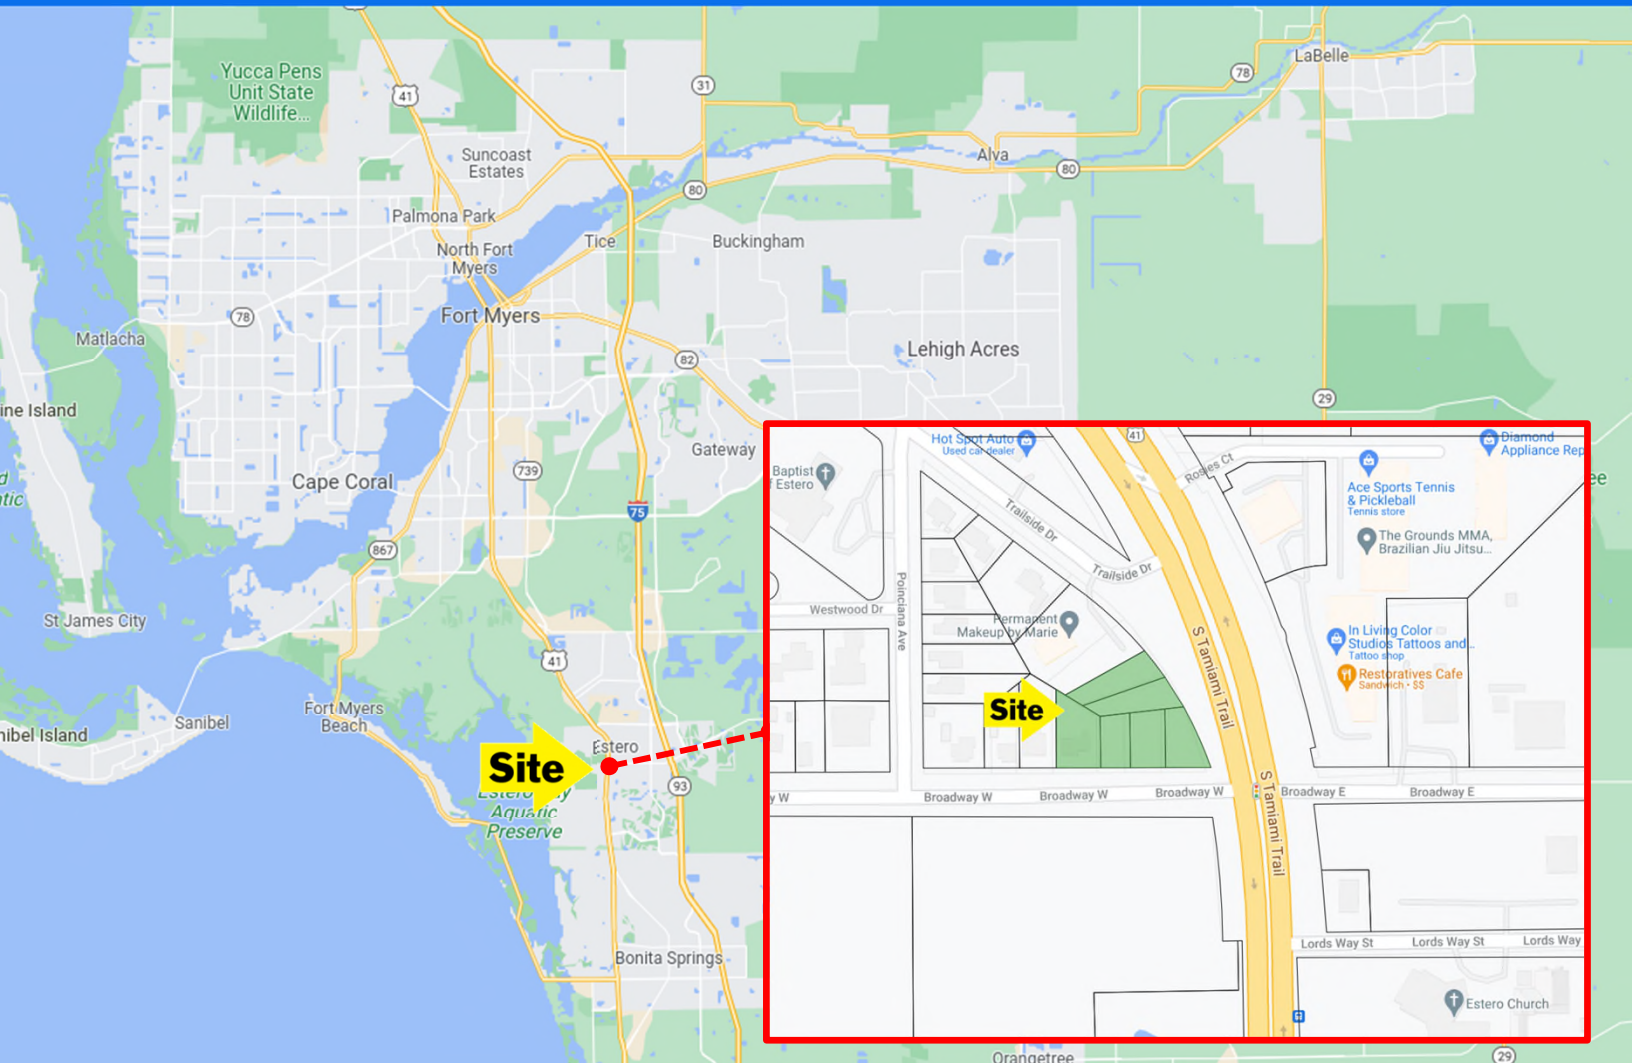 LaBelle
78
Yucca Pens
Unit State
Wildlife...
41
31
Suncoast
Estates
Alva
80
80
Palmona Park
Tice
Buckingham
North Fort
Myers
Fort Myers
78
Matlacha
82
Lehigh Acres
29
ine Island
Gateway
739
Cape Coral
75
867
St James City
41
Fort Myers
Beach
Sanibel
nibel Island
Estero
Site
93
Aquatic
Preserve
Bonita Springs
Orangetree
29
ee
d
tic
Hot Spot Auto
Used car dealer
41
Diamond
Appliance Rep
Rosies Ct
Baptist
f Estero
Ace Sports Tennis
& Pickleball
Tennis store
Trailside Dr
The Grounds MMA,
Brazilian Jiu Jitsu...
Trailside Dr
Poinciana Ave
Westwood Dr
Permanent
Makeup by Marie
S Tamiami Trail
In Living Color
Studios Tattoos and...
Tattoo shop
Restoratives Cafe
Sandwich · $$
Site
S Tamiami Trail
y W
Broadway W
Broadway W
Broadway W
Broadway E
Broadway E
Lords Way St
Lords Way St
Lords Way
Estero Church